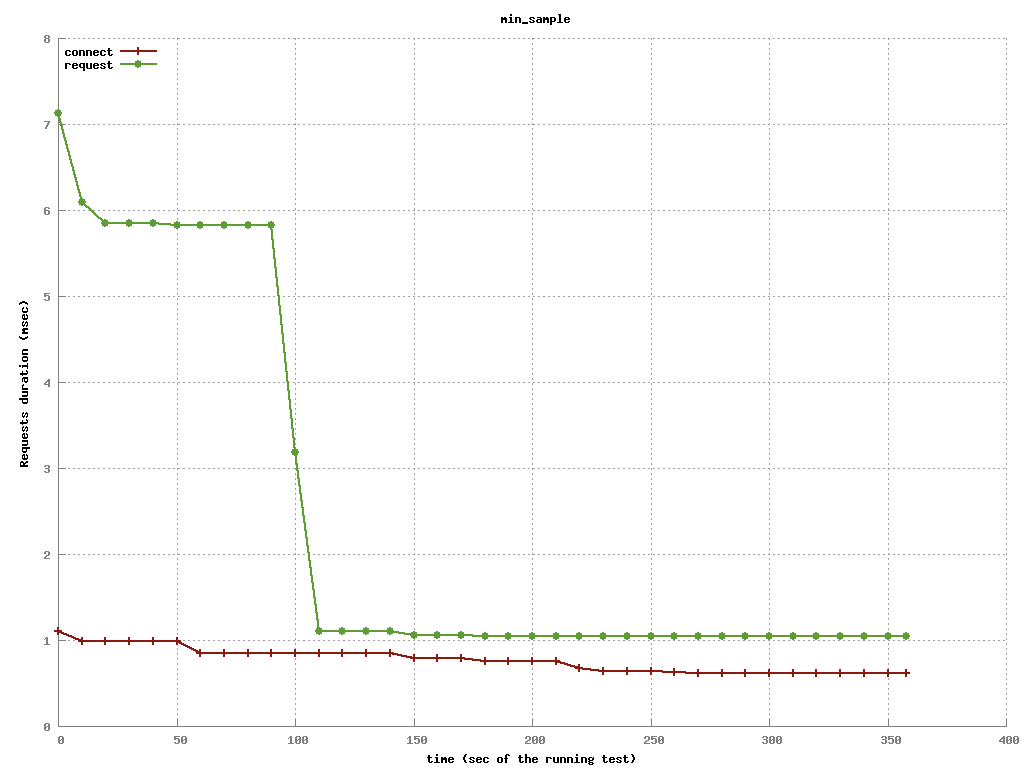 min_sample
connect
request
8
7
6
5
4
3
2
1
0
Requests duration (msec)
0 50 100 150 200 250 300 350 400
time (sec of the running test)